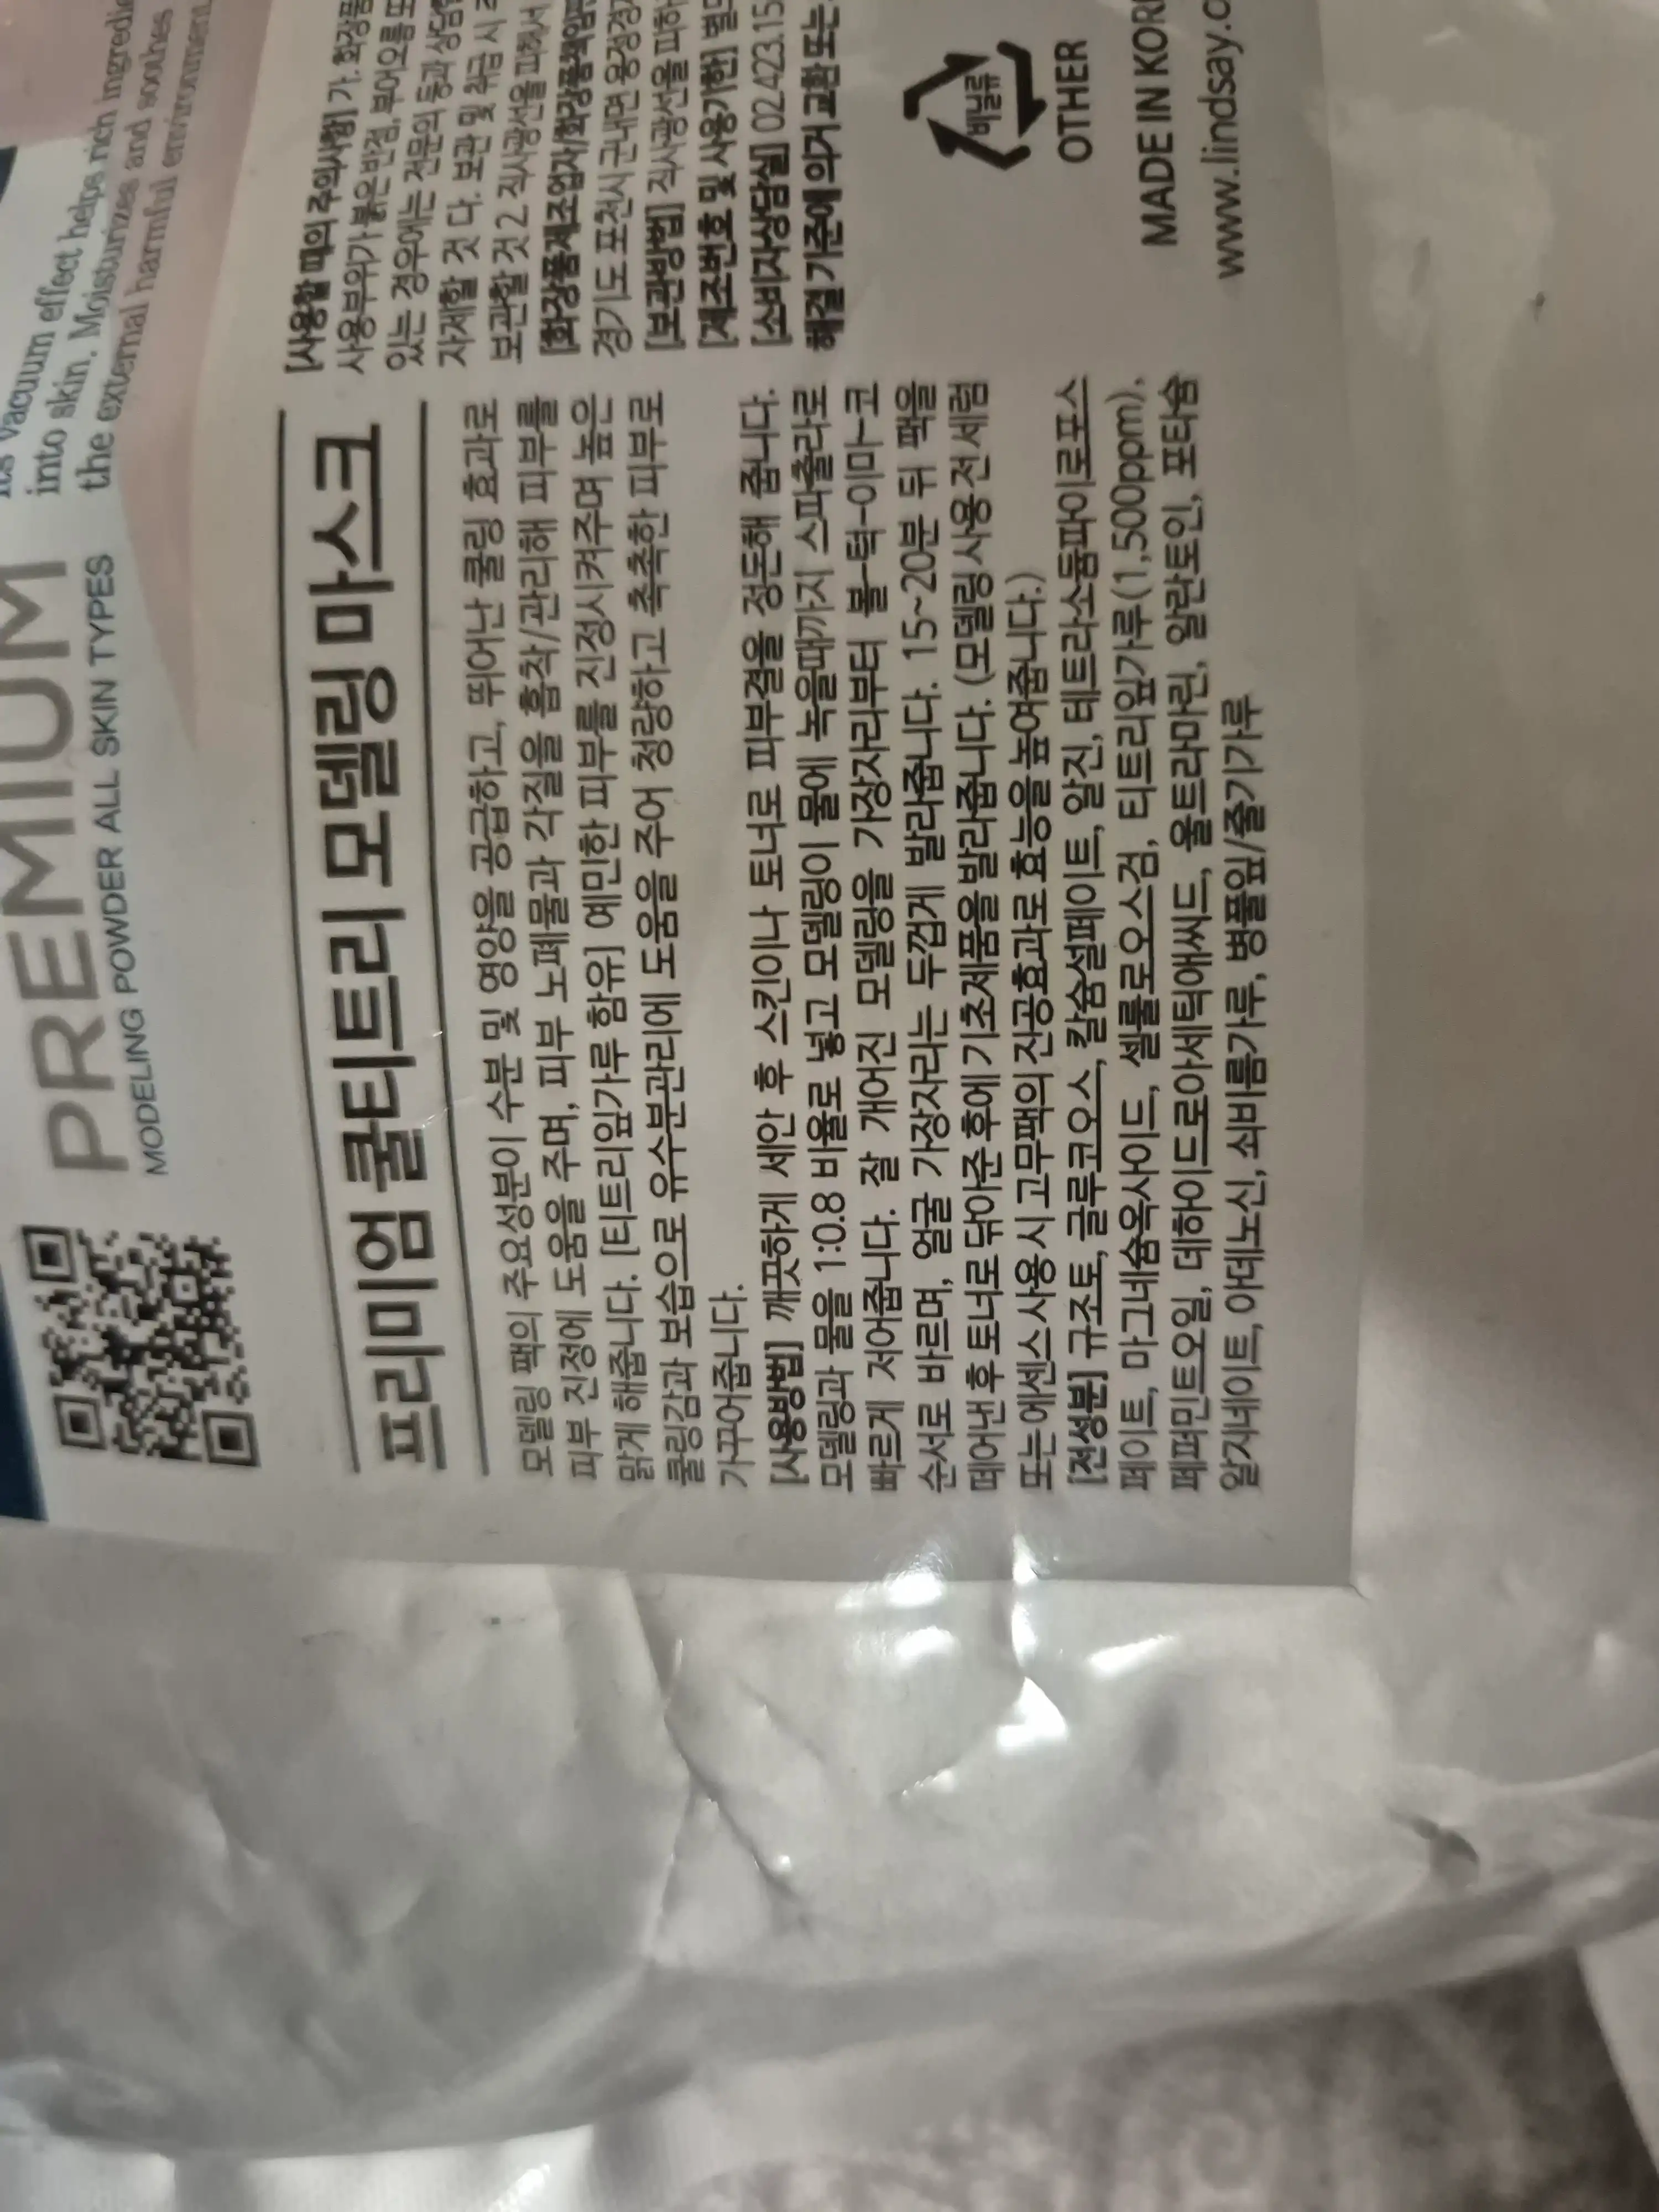 PREMIUM
MODELING POWDER ALL SKIN TYPES
vacuum effect helps rich
into skin. Moisturizes and soothes
the external harmful environment.
프리미엄 쿨티트리 모델링 마스크
모델링 팩의 주요성분이 수분 및 영양을 공급하고, 뛰어난 쿨링 효과로
피부 진정에 도움을 주며, 피부 노폐물과 각질을 흡착/관리해 피부를
맑게 해줍니다. [티트리잎가루 함유] 예민한 피부를 진정시켜주며 높은
쿨링감과 보습으로 유수분관리에 도움을 주어 청량하고 촉촉한 피부로
가꾸어줍니다.
[사용방법] 깨끗하게 세안 후 스킨이나 토너로 피부결을 정돈해 줍니다.
모델링과 물을 1:0.8 비율로 넣고 모델링이 물에 녹을때까지 스파츌라로
빠르게 저어줍니다. 잘 개어진 모델링을 가장자리부터 볼-턱-이마-코
순서로 바르며, 얼굴 가장자리는 두껍게 발라줍니다. 15~20분 뒤 팩을
떼어낸 후 토너로 닦아준 후에 기초제품을 발라줍니다. (모델링 사용 전 세럼
또는 에센스 사용 시 고무팩의 진공효과로 효능을 높여줍니다.)
[전성분] 규조토, 글루코오스, 칼슘설페이트, 알진, 테트라소듐파이로포스
페이트, 마그네슘옥사이드, 셀룰로오스검, 티트리잎가루(1,500ppm),
페퍼민트오일, 데하이드로아세틱애씨드, 울트라마린, 알란토인, 포타슘
알지네이트, 아데노신, 쇠비름가루, 병풀잎/줄기가루
[사용할 때의 주의사항] 가. 화장품
사용부위가 붉은 반점, 부어오름 또
있는 경우에는 전문의 등과 상담할
자제할 것 다. 보관 및 취급 시
보관할 것 2 직사광선을 피해서
[화장품제조업자/화장품책임판
경기도 포천시 군내면 용정경제
[보관방법] 직사광선을 피하
[제조번호 및 사용기한] 별도
[소비자상담실] 02.423.15
해결 기준에 의거 교환 또는
비닐류
OTHER
MADE IN KOR
www.lindsay.c